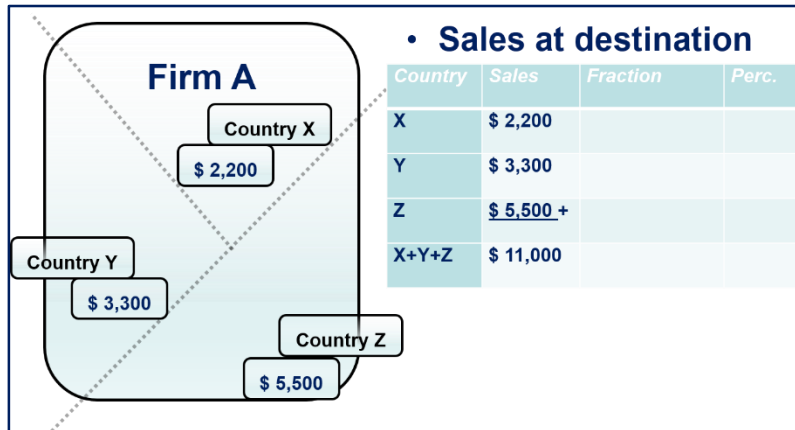 Firm A
Country X
$ 2,200
Country Y
$ 3,300
Country Z
$ 5,500
• Sales at destination
Country Sales Fraction Perc.
X $ 2,200
Y $ 3,300
Z $ 5,500 +
X+Y+Z $ 11,000